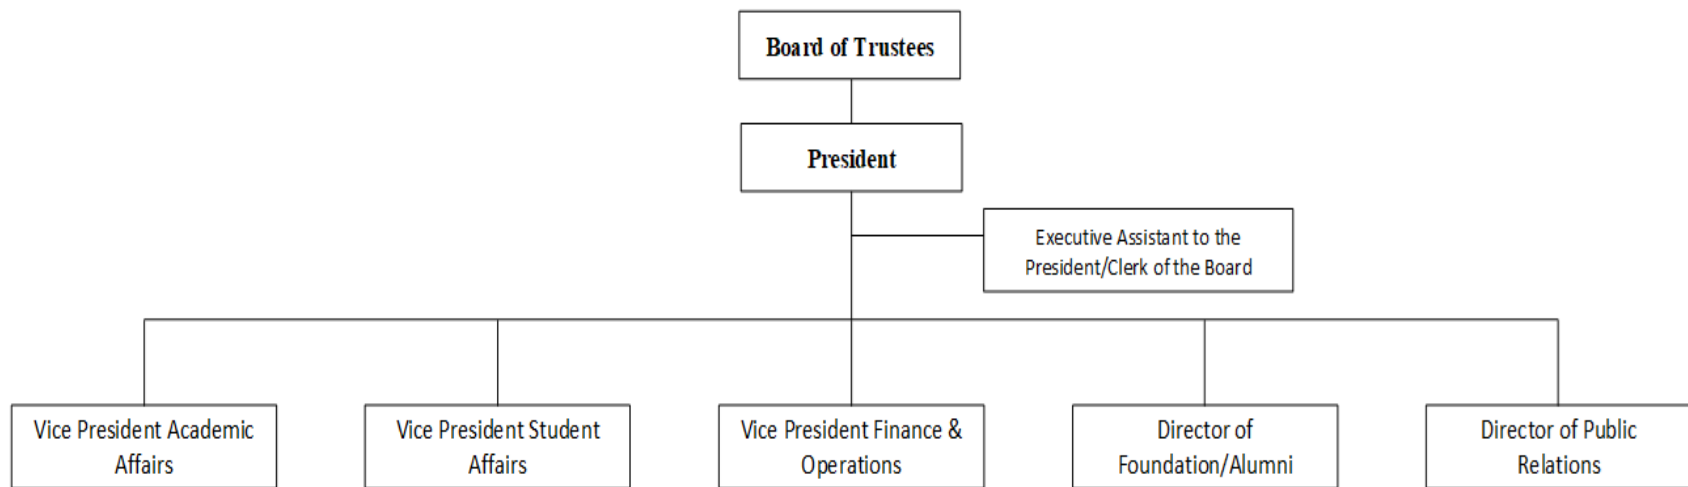 Board of Trustees
President
Executive Assistant to the
President/Clerk of the Board
Vice President Academic
Affairs
Vice President Student
Affairs
Vice President Finance &
Operations
Director of
Foundation/Alumni
Director of Public
Relations